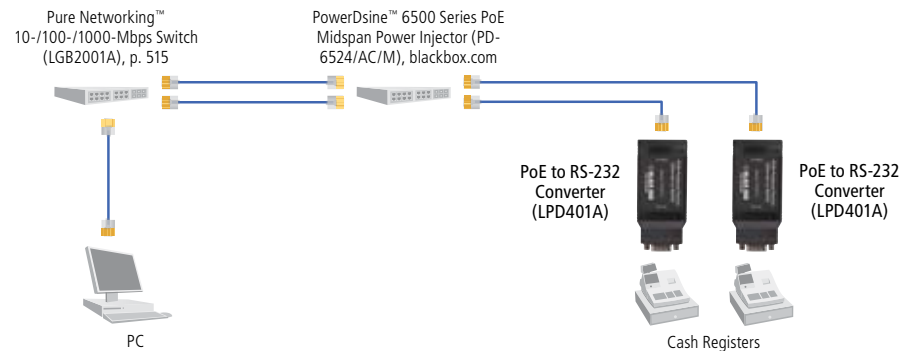 Pure Networking™
10-/100-/1000-Mbps Switch
(LGB2001A), p. 515
PowerDsine™ 6500 Series PoE
Midspan Power Injector (PD-
6524/AC/M), blackbox.com
PoE to RS-232
Converter
(LPD401A)
PoE to RS-232
Converter
(LPD401A)
PC
Cash Registers